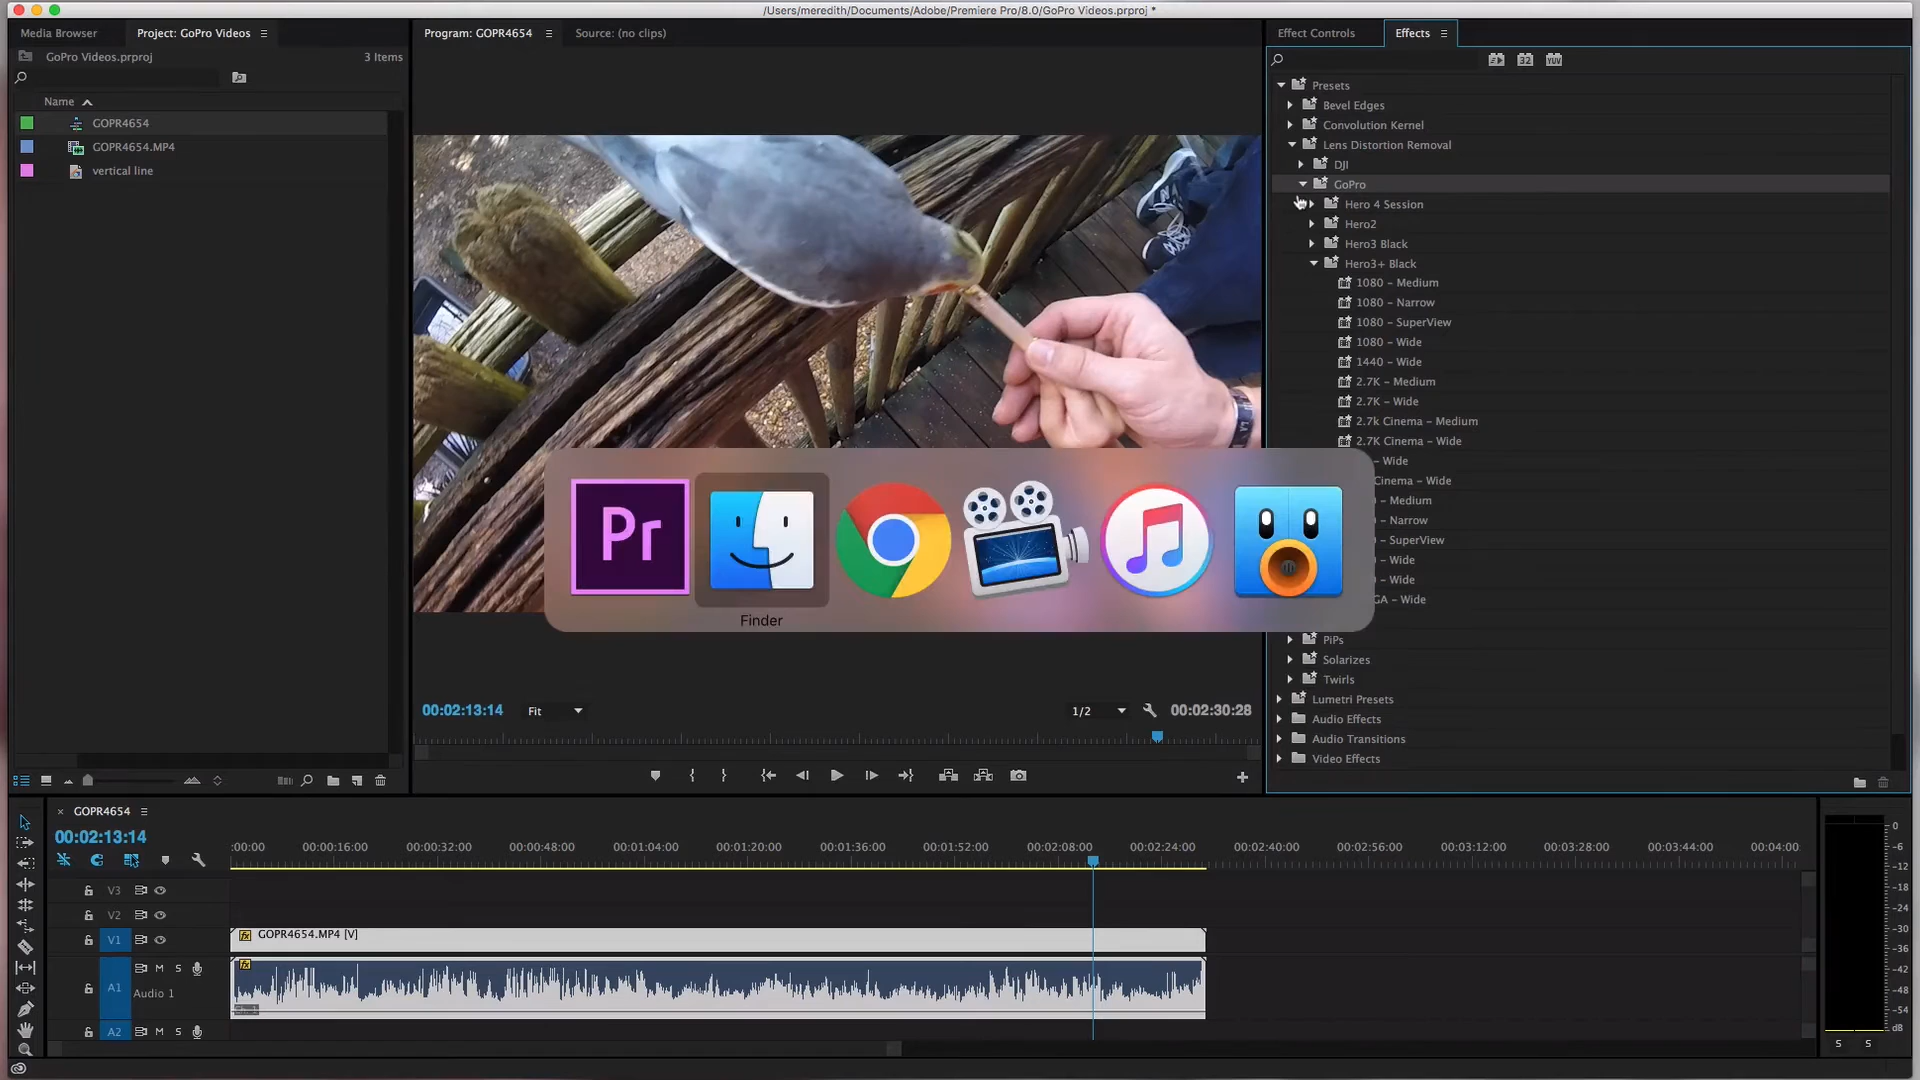 /Users/meredith/Documents/Adobe/Premiere Pro/8.0/GoPro Videos.prproj *
Media Browser
Project: GoPro Videos
GoPro Videos.prproj
3 Items
Name
GOPR4654
GOPR4654.MP4
vertical line
Program: GOPR4654
Source: (no clips)
00:02:13:14
Fit
1/2
00:02:30:28
Effect Controls
Effects
32
YUV
Presets
Bevel Edges
Convolution Kernel
Lens Distortion Removal
DJI
GoPro
Hero 4 Session
Hero2
Hero3 Black
Hero3+ Black
1080 – Medium
1080 – Narrow
1080 – SuperView
1080 – Wide
1440 – Wide
2.7K – Medium
2.7K – Wide
2.7k Cinema – Medium
2.7K Cinema – Wide
– Wide
Cinema – Wide
– Medium
– Narrow
– SuperView
– Wide
– Wide
GA – Wide
PiPs
Solarizes
Twirls
Lumetri Presets
Audio Effects
Audio Transitions
Video Effects
Pr
Finder
GOPR4654
00:02:13:14
:00:00
00:00:16:00
00:00:32:00
00:00:48:00
00:01:04:00
00:01:20:00
00:01:36:00
00:01:52:00
00:02:08:00
00:02:24:00
00:02:40:00
00:02:56:00
00:03:12:00
00:03:28:00
00:03:44:00
00:04:00
V3
V2
V1
GOPR4654.MP4 [V]
A1
M S
Audio 1
A2
M S
0
-6
-12
-18
-24
-30
-36
-42
-48
-54
dB
S S